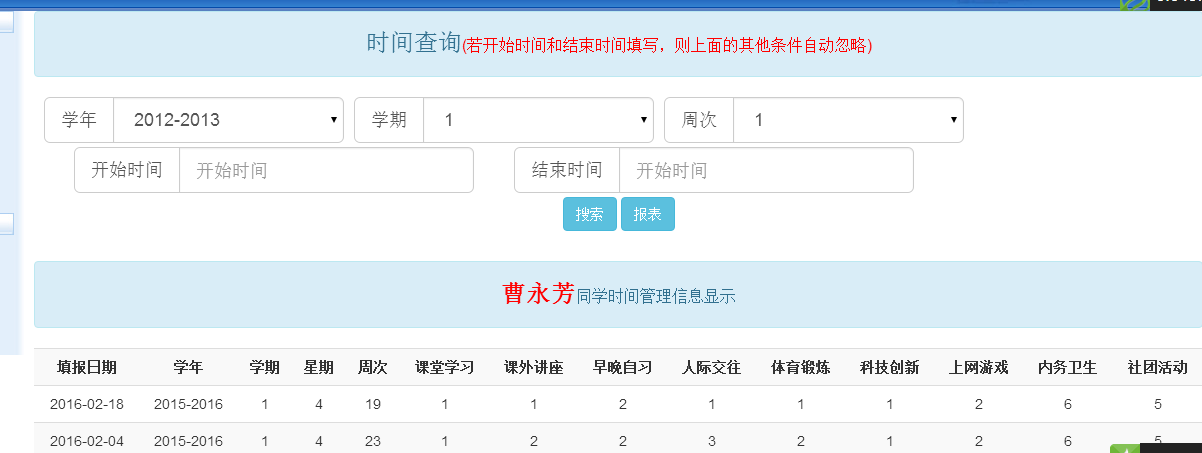 时间查询(若开始时间和结束时间填写，则上面的其他条件自动忽略)
学年 2012-2013 学期 1 周次 1
开始时间 开始时间 结束时间 开始时间
搜索 报表
曹永芳同学时间管理信息显示
填报日期 学年 学期 星期 周次 课堂学习 课外讲座 早晚自习 人际交往 体育锻炼 科技创新 上网游戏 内务卫生 社团活动
2016-02-18 2015-2016 1 4 19 1 1 2 1 1 1 2 6 5
2016-02-04 2015-2016 1 4 23 1 2 2 3 2 1 2 6 5